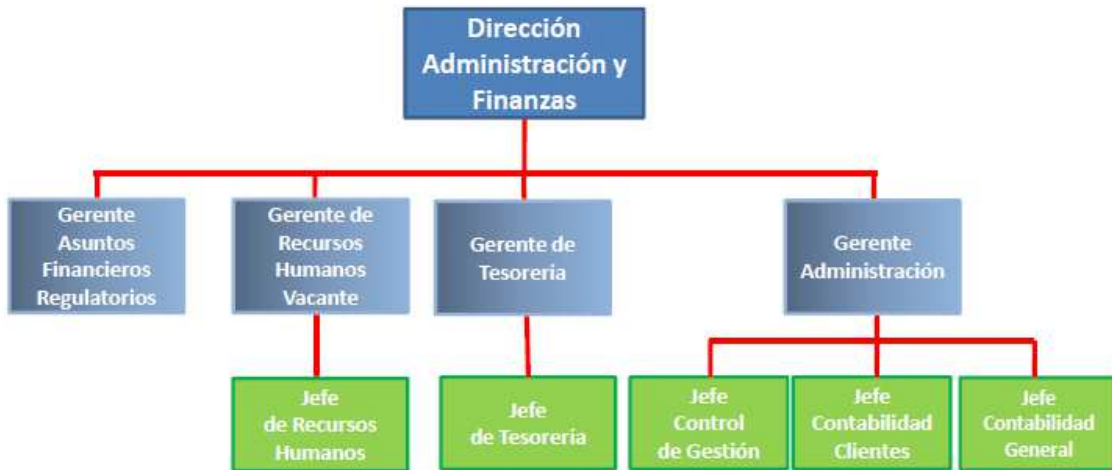 Dirección
Administración y
Finanzas
Gerente
Asuntos
Financieros
Regulatorios
Gerente de
Recursos
Humanos
Vacante
Gerente de
Tesoreria
Gerente
Administración
Jefe
de Recursos
Humanos
Jefe
de Tesoreria
Jefe
Control
de Gestión
Jefe
Contabilidad
Clientes
Jefe
Contabilidad
General